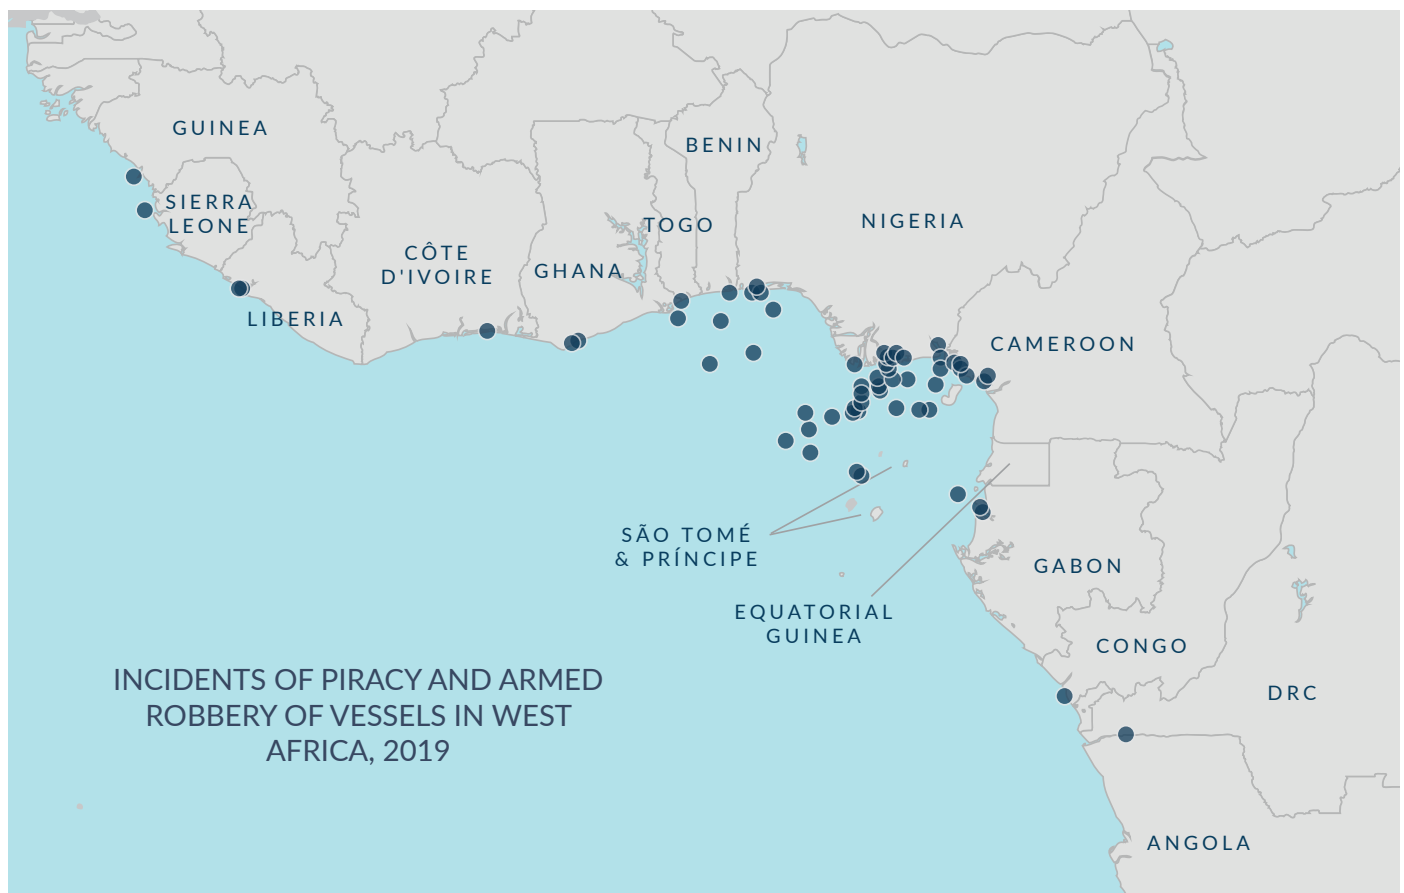 GUINEA
BENIN
SIERRA
LEONE
TOGO
NIGERIA
CÔTE
D'IVOIRE
GHANA
LIBERIA
CAMEROON
SÃO TOMÉ
& PRÍNCIPE
GABON
EQUATORIAL
GUINEA
CONGO
DRC
INCIDENTS OF PIRACY AND ARMED
ROBBERY OF VESSELS IN WEST
AFRICA, 2019
ANGOLA